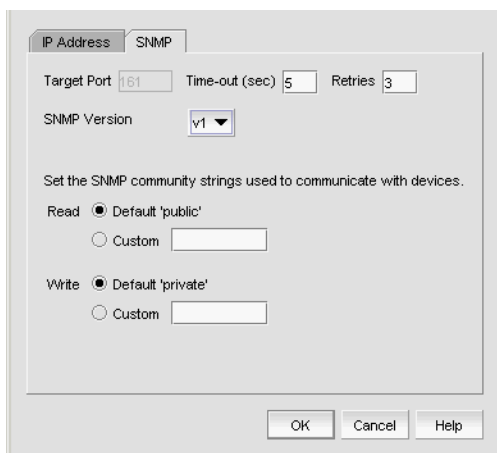 IP Address SNMP
Target Port 161 Time-out (sec) 5 Retries 3
SNMP Version v1
Set the SNMP community strings used to communicate with devices.
Read Default 'public'
Custom
Write Default 'private'
Custom
OK Cancel Help